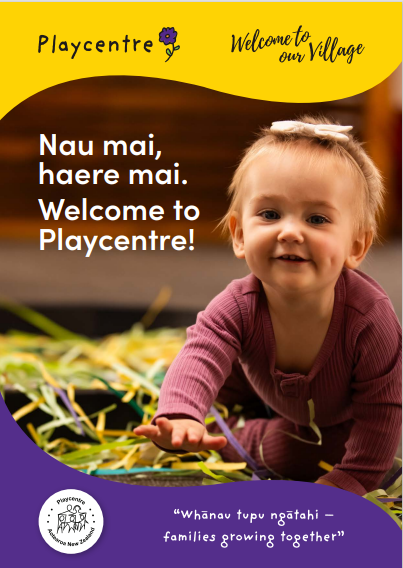 Playcentre
Welcome to
our Village
Nau mai,
haere mai.
Welcome to
Playcentre!
Playcentre
Aotearoa New Zealand
“Whānau tupu ngātahi –
families growing together”